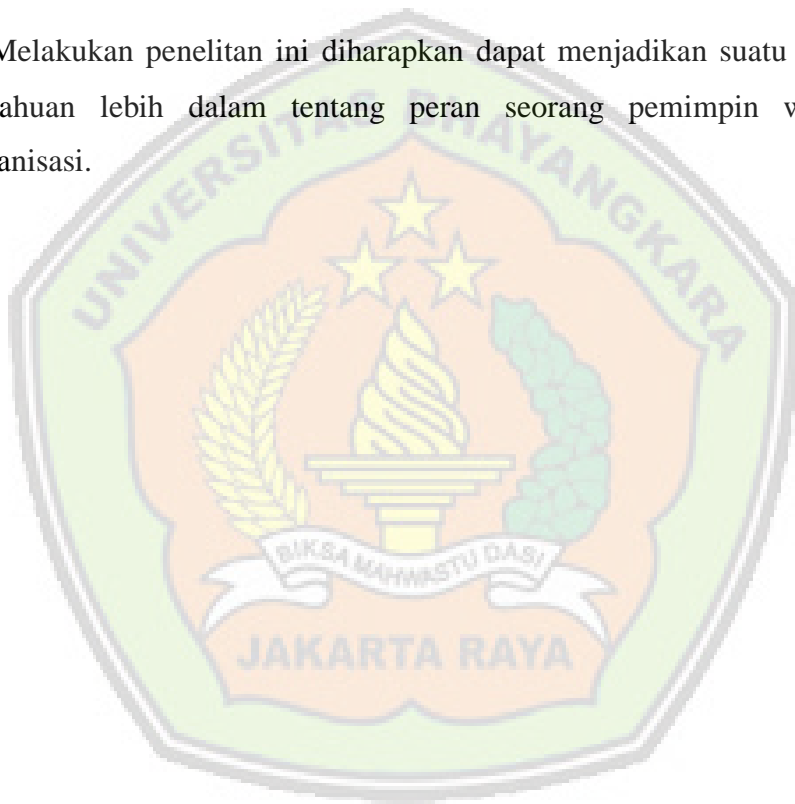 Melakukan penelitan ini diharapkan dapat menjadikan suatu
ahuan lebih dalam tentang peran seorang pemimpin w
anisasi.
UNIVERSITAS BHAYANGKARA
BIKSA MAHWASTU DASI
JAKARTA RAYA